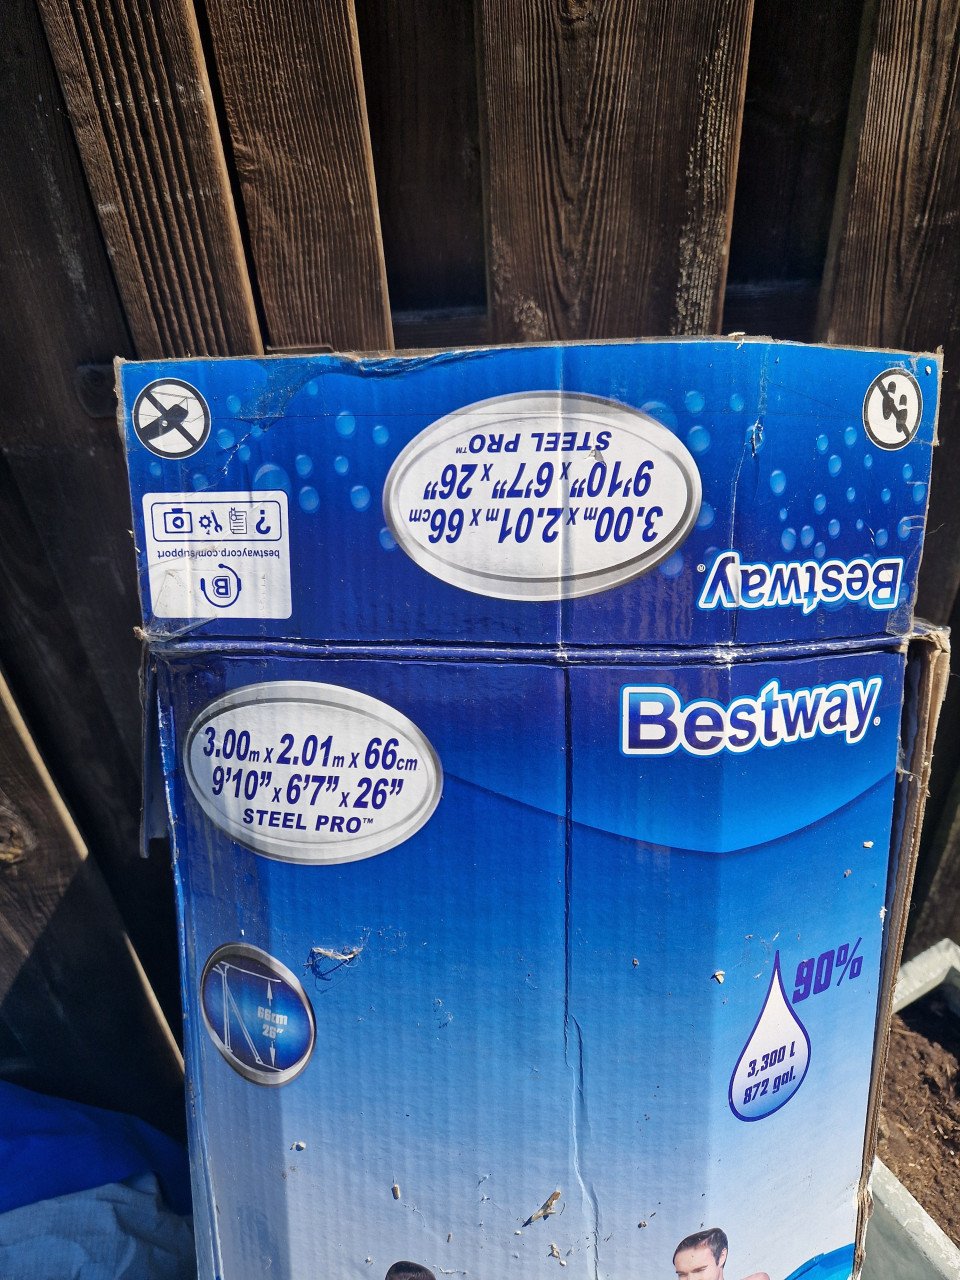 ?
bestwaycorp.com/support
B
STEEL PRO™
9'10" x 6'7" x 26"
3.00m x 2.01m x 66cm
Bestway®
Bestway®
3.00m x 2.01m x 66cm
9'10" x 6'7" x 26"
STEEL PRO™
90%
66cm
26"
3,300 L
872 gal.